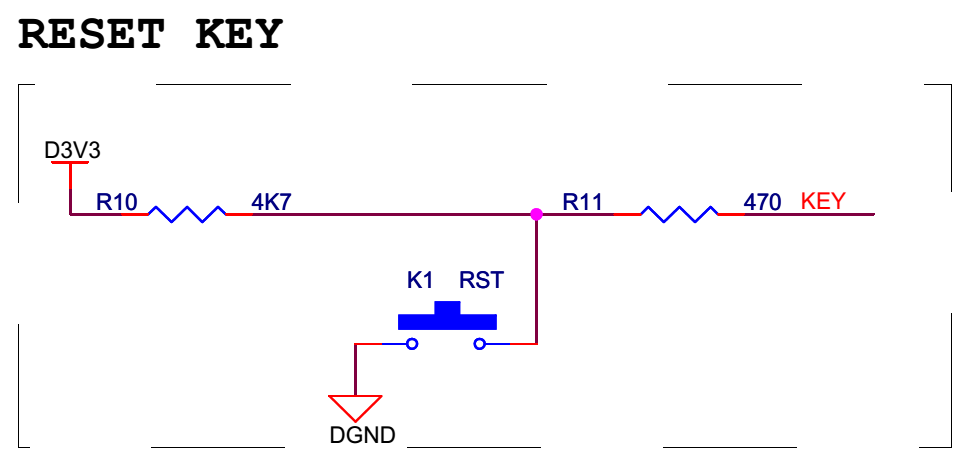 RESET KEY
D3V3
R10 4K7 R11 470 KEY
K1 RST
DGND